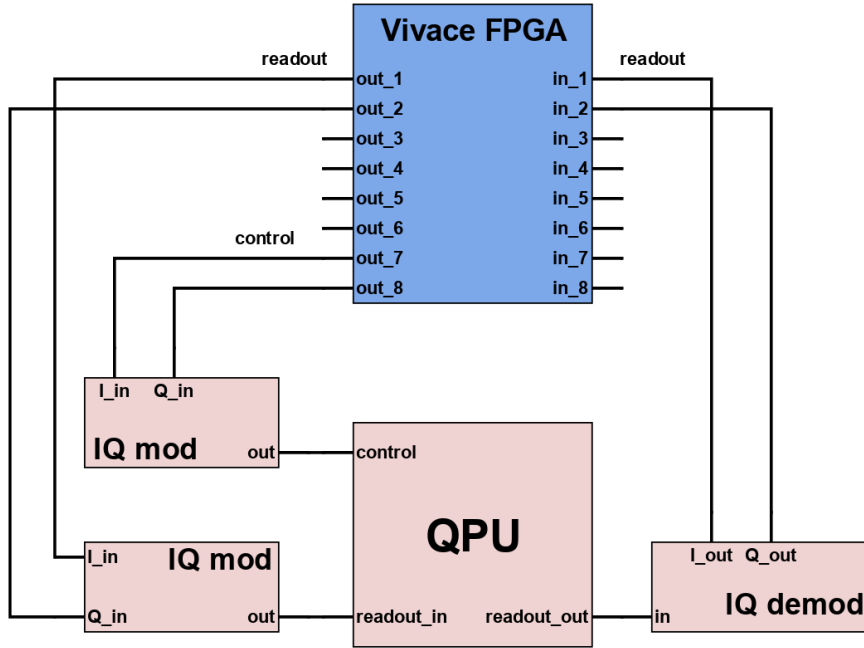 Vivace FPGA
readout
readout
out_1
in_1
out_2
in_2
out_3
in_3
out_4
in_4
out_5
in_5
out_6
in_6
control
out_7
in_7
out_8
in_8
I_in
Q_in
IQ mod
out
control
QPU
I_in
IQ mod
Q_in
out
readout_in
readout_out
I_out
Q_out
in
IQ demod